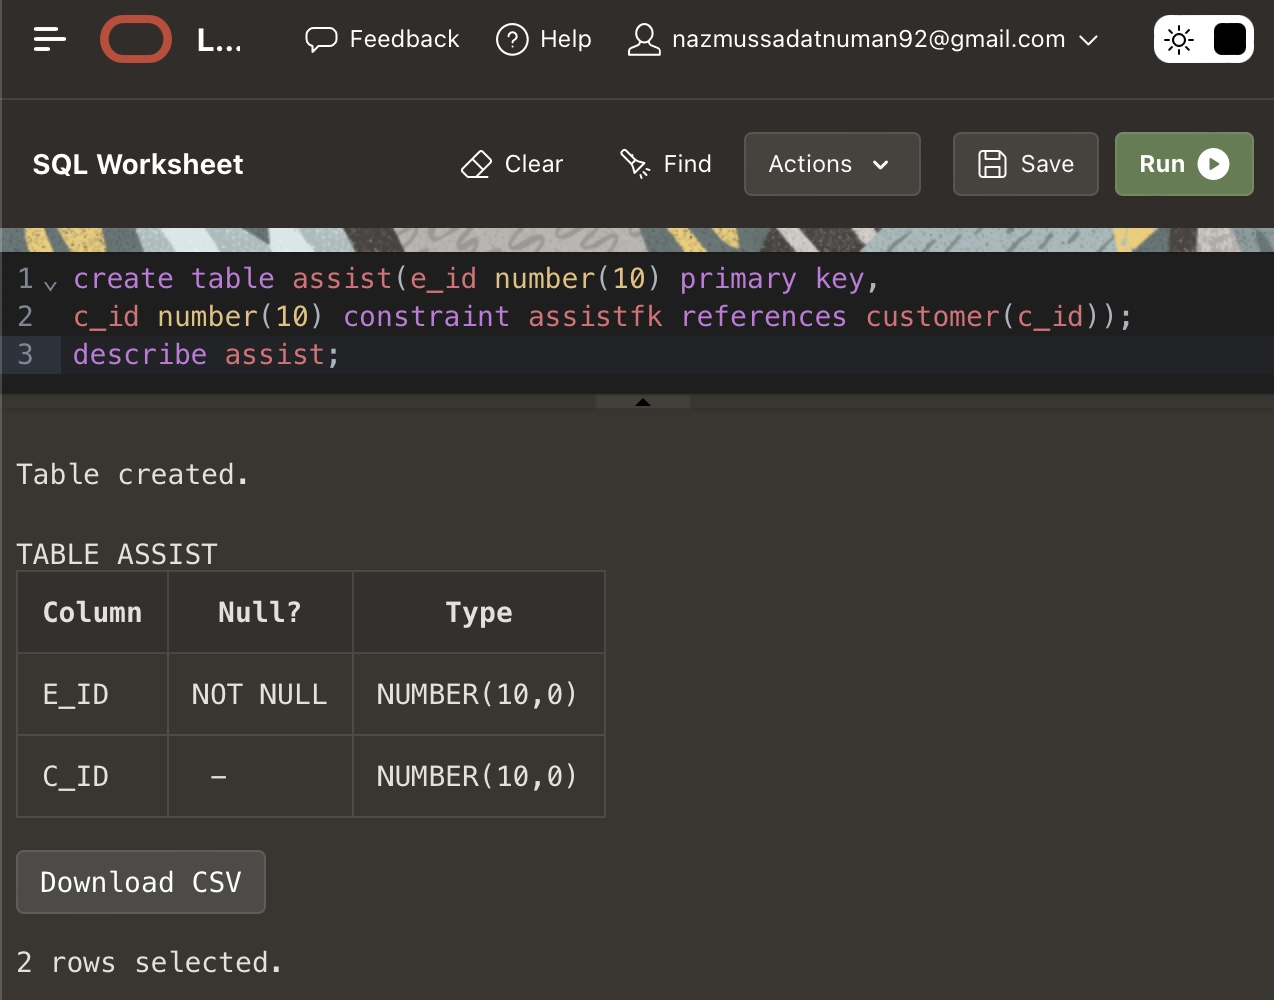 L...
Feedback
Help
nazmussadatnuman92@gmail.com
SQL Worksheet
Clear
Find
Actions
Save
Run
1 create table assist(e_id number(10) primary key,
2 c_id number(10) constraint assistfk references customer(c_id));
3 describe assist;
Table created.
TABLE ASSIST
Column Null? Type
E_ID NOT NULL NUMBER(10,0)
C_ID – NUMBER(10,0)
Download CSV
2 rows selected.